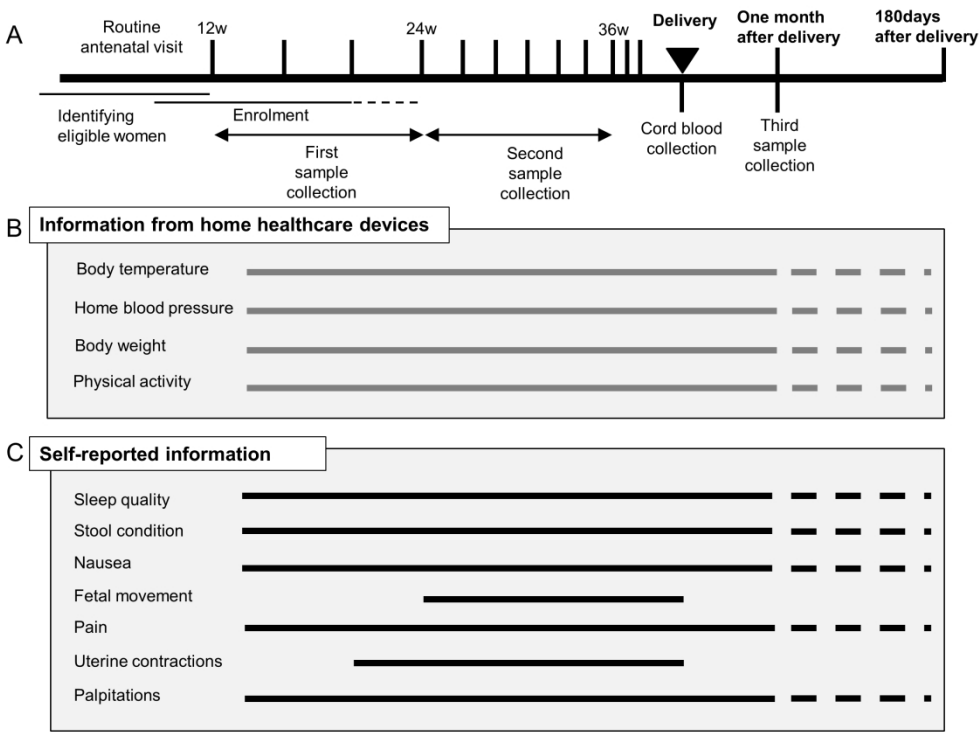 A
Routine
antenatal visit
12w
24w
36w
Delivery
One month
after delivery
180days
after delivery
Identifying
eligible women
Enrolment
First
sample
collection
Second
sample
collection
Cord blood
collection
Third
sample
collection
B
Information from home healthcare devices
Body temperature
Home blood pressure
Body weight
Physical activity
C
Self-reported information
Sleep quality
Stool condition
Nausea
Fetal movement
Pain
Uterine contractions
Palpitations